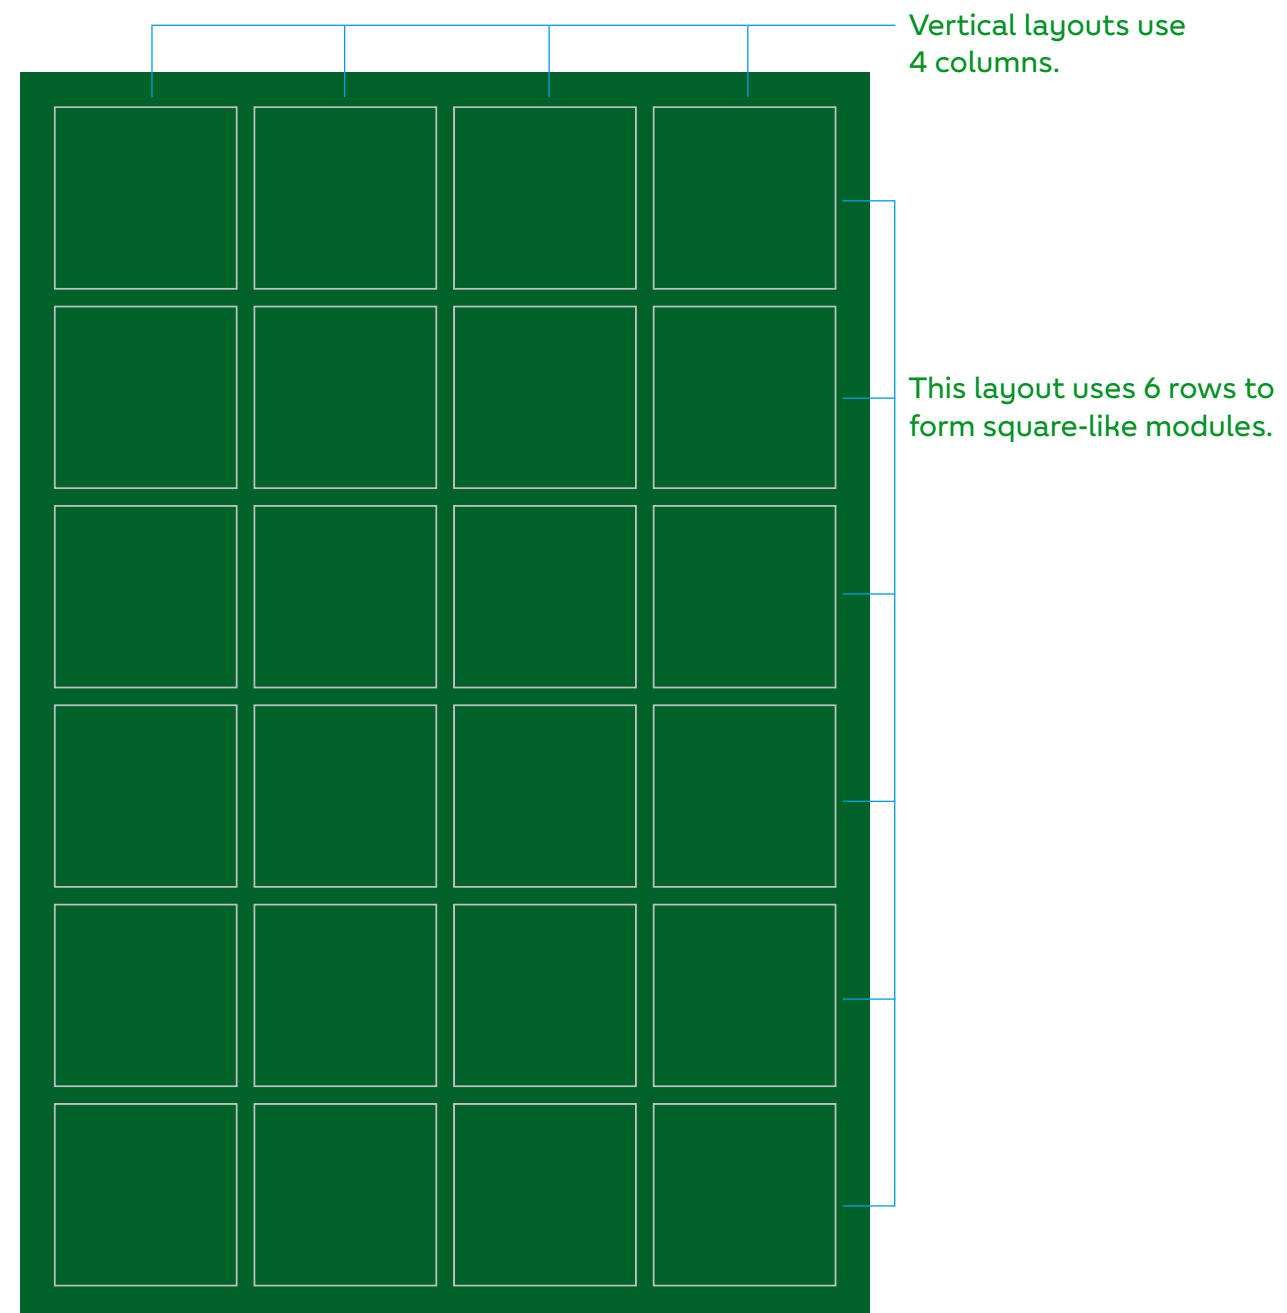 Vertical layouts use
4 columns.
This layout uses 6 rows to
form square-like modules.